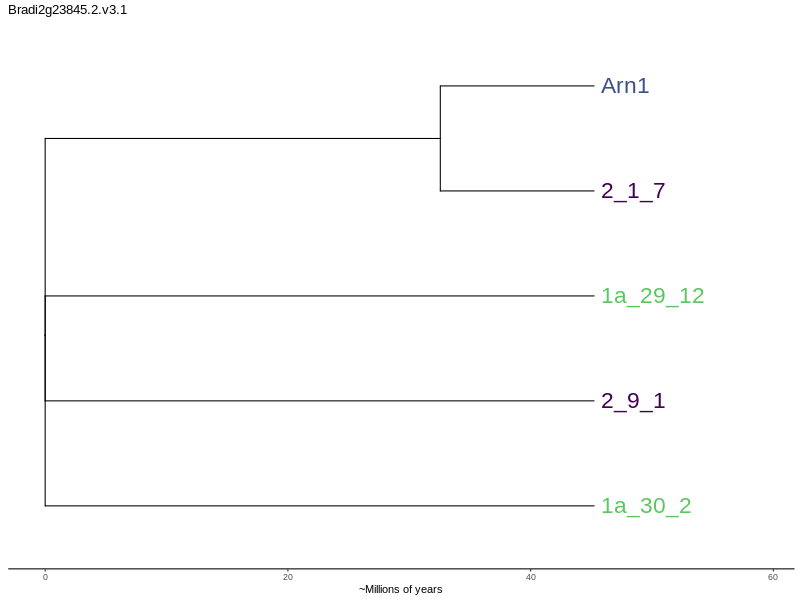 Bradi2g23845.2.v3.1
Arn1
2_1_7
1a_29_12
2_9_1
1a_30_2
0 20 40 60
~Millions of years